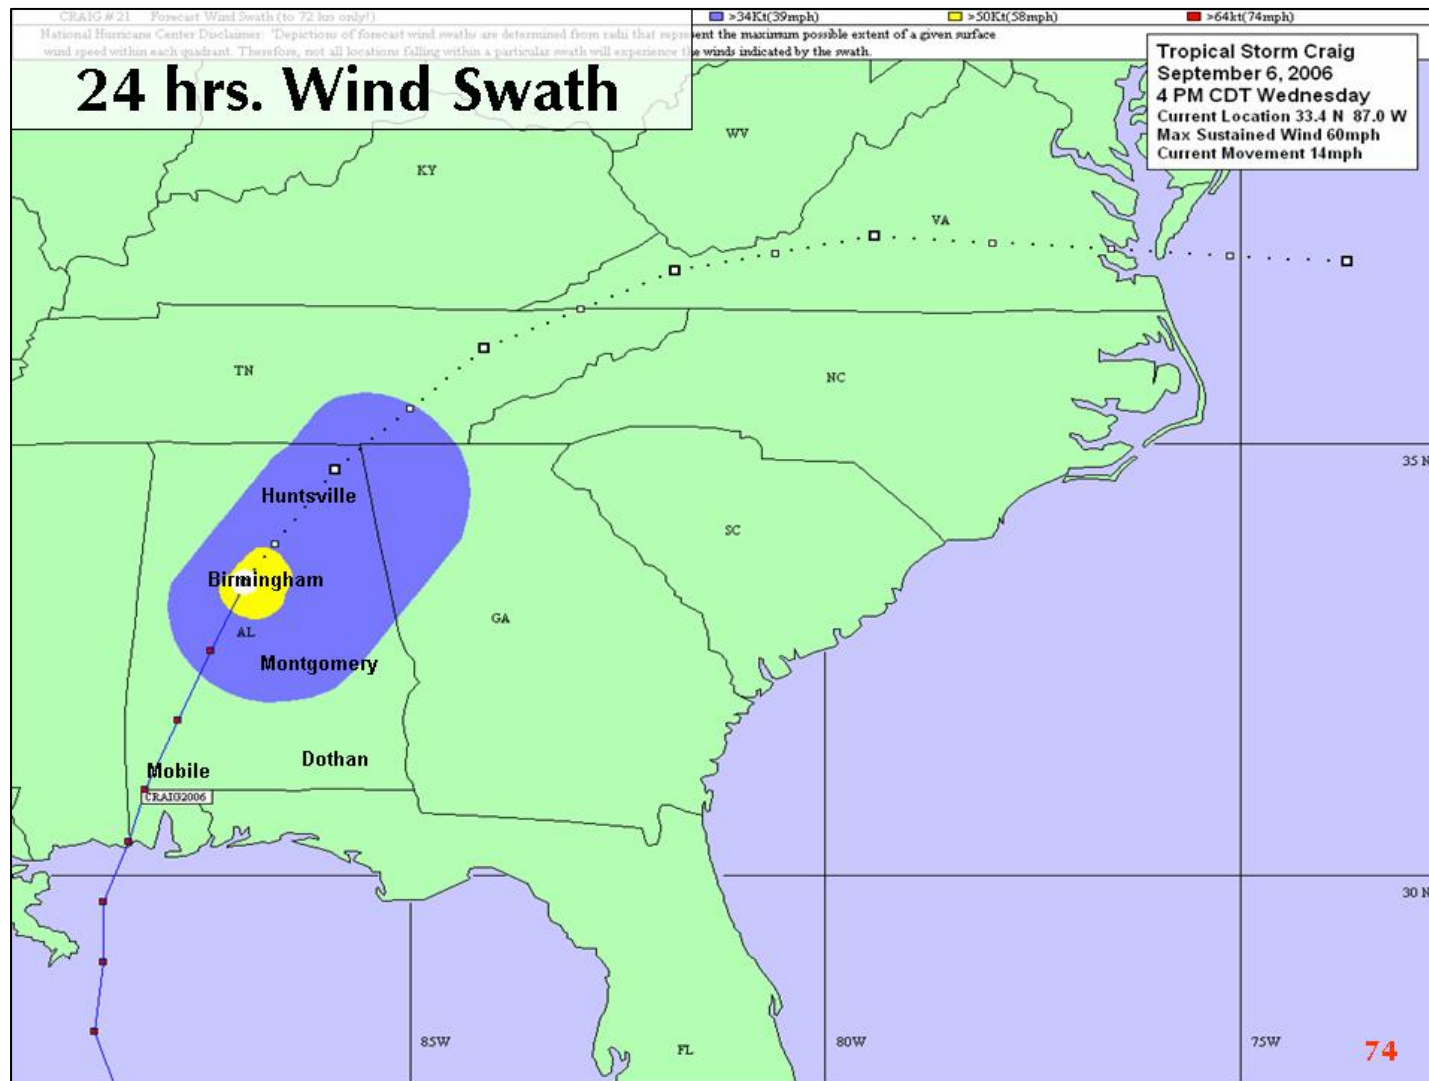 CRAIG # 21 Forecast Wind Swath (to 72 hrs only!) >34Kt(39mph) >50Kt(58mph) >64kt(74mph)
National Hurricane Center Disclaimer: 'Depictions of forecast wind swaths are determined from radii that represent the maximum possible extent of a given surface
wind speed within each quadrant. Therefore, not all locations falling within a particular swath will experience the winds indicated by the swath.
24 hrs. Wind Swath
Tropical Storm Craig
September 6, 2006
4 PM CDT Wednesday
Current Location 33.4 N 87.0 W
Max Sustained Wind 60mph
Current Movement 14mph
WV
KY
VA
TN
NC
35 N
Huntsville
SC
Birmingham
GA
AL
Montgomery
Dothan
Mobile
CRAIG2006
30 N
85W
80W
75W
FL
74